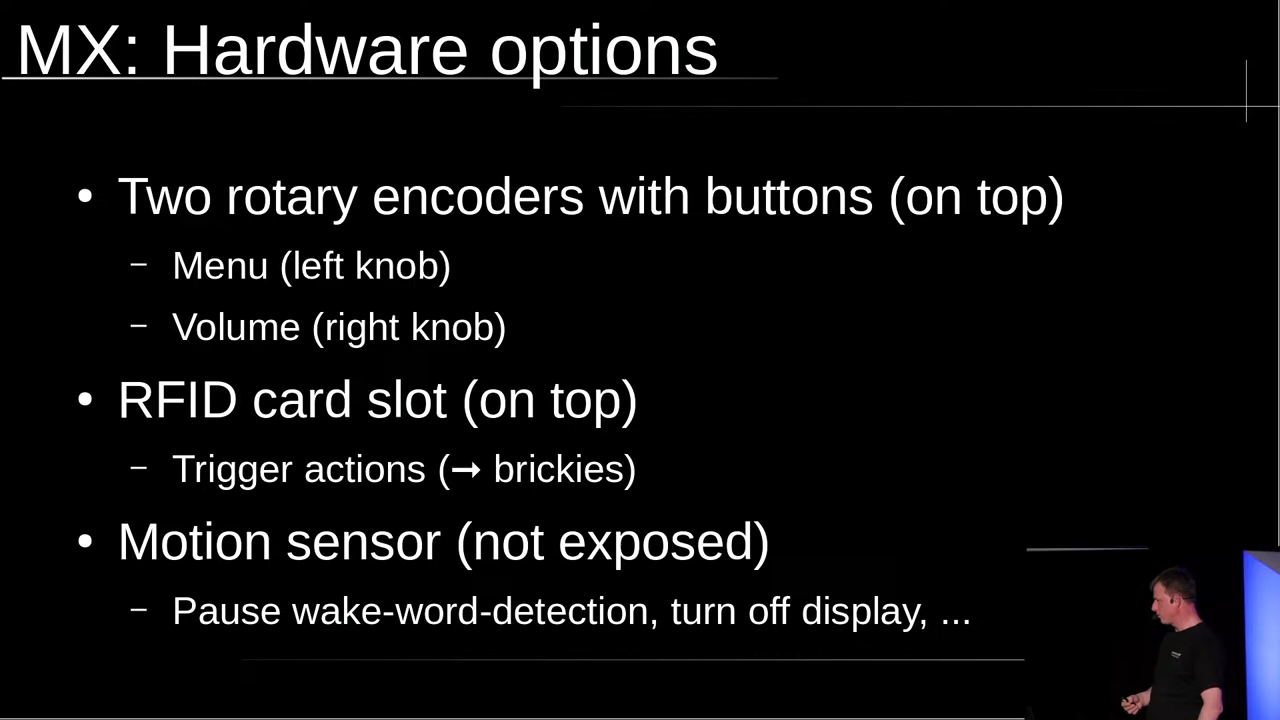 MX: Hardware options
• Two rotary encoders with buttons (on top)
– Menu (left knob)
– Volume (right knob)
• RFID card slot (on top)
– Trigger actions (➞ brickies)
• Motion sensor (not exposed)
– Pause wake-word-detection, turn off display, ...